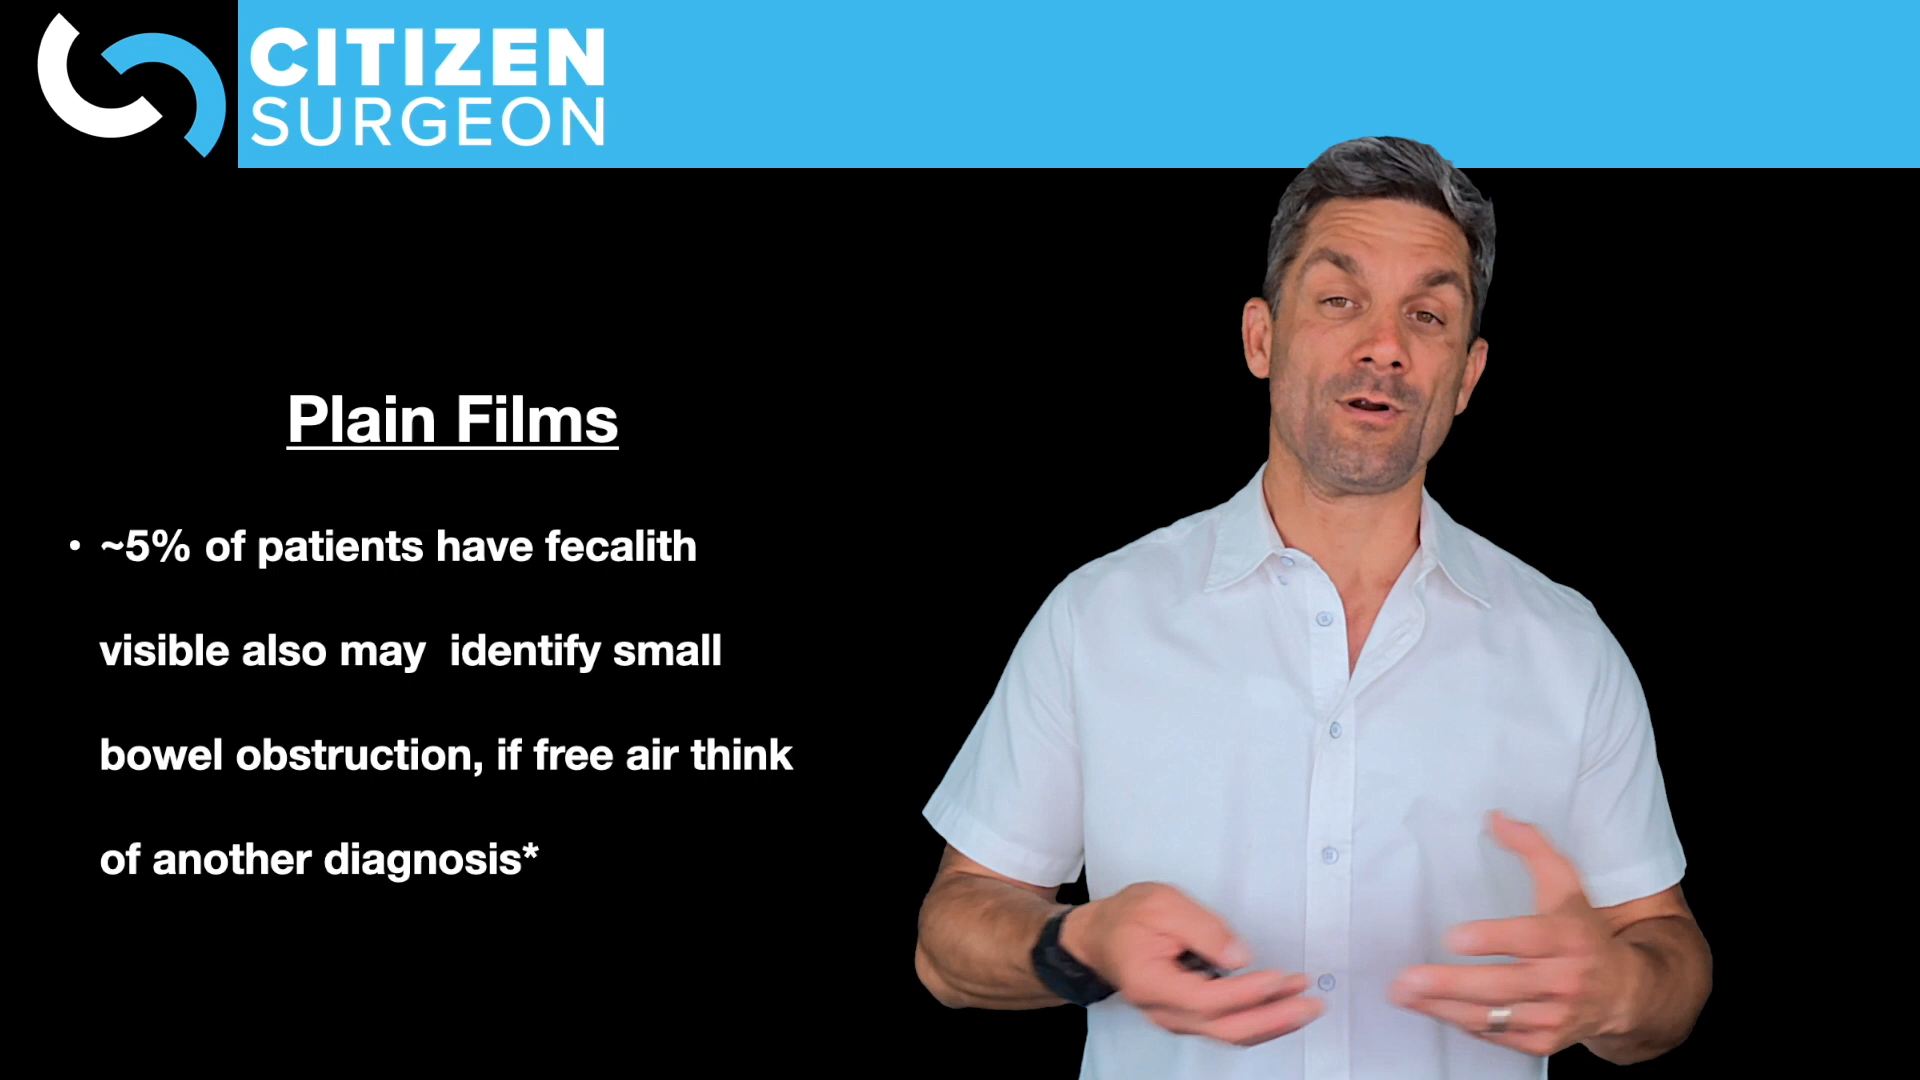 CITIZEN
SURGEON
Plain Films
• ~5% of patients have fecalith
visible also may  identify small
bowel obstruction, if free air think
of another diagnosis*